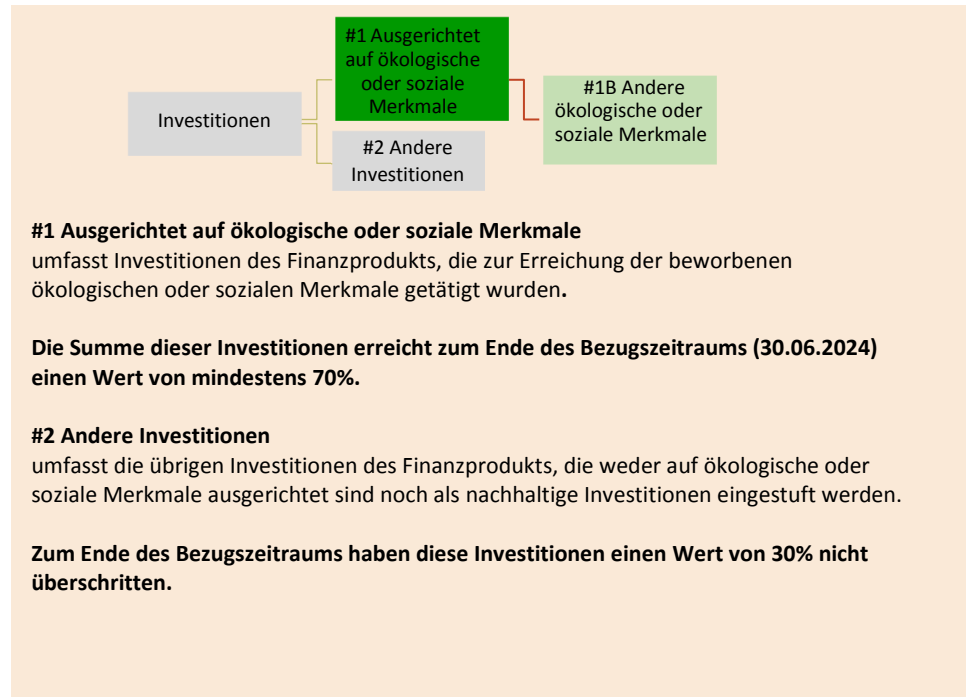 #1 Ausgerichtet
auf ökologische
oder soziale
Merkmale
#1B Andere
ökologische oder
soziale Merkmale
Investitionen
#2 Andere
Investitionen
#1 Ausgerichtet auf ökologische oder soziale Merkmale
umfasst Investitionen des Finanzprodukts, die zur Erreichung der beworbenen
ökologischen oder sozialen Merkmale getätigt wurden.
Die Summe dieser Investitionen erreicht zum Ende des Bezugszeitraums (30.06.2024)
einen Wert von mindestens 70%.
#2 Andere Investitionen
umfasst die übrigen Investitionen des Finanzprodukts, die weder auf ökologische oder
soziale Merkmale ausgerichtet sind noch als nachhaltige Investitionen eingestuft werden.
Zum Ende des Bezugszeitraums haben diese Investitionen einen Wert von 30% nicht
überschritten.